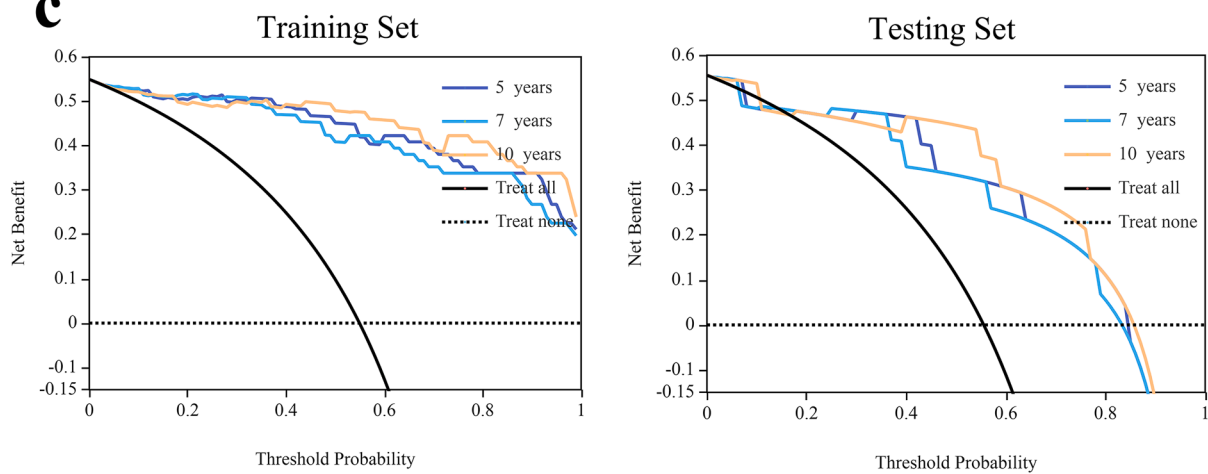 c
Training Set
0.6
0.5
0.4
0.3
0.2
0.1
0
-0.1
-0.15
Net Benefit
5 years
7 years
10 years
Treat all
Treat none
0
0.2
0.4
0.6
0.8
1
Threshold Probability
Testing Set
0.6
0.5
0.4
0.3
0.2
0.1
0
-0.1
-0.15
Net Benefit
5 years
7 years
10 years
Treat all
Treat none
0
0.2
0.4
0.6
0.8
1
Threshold Probability